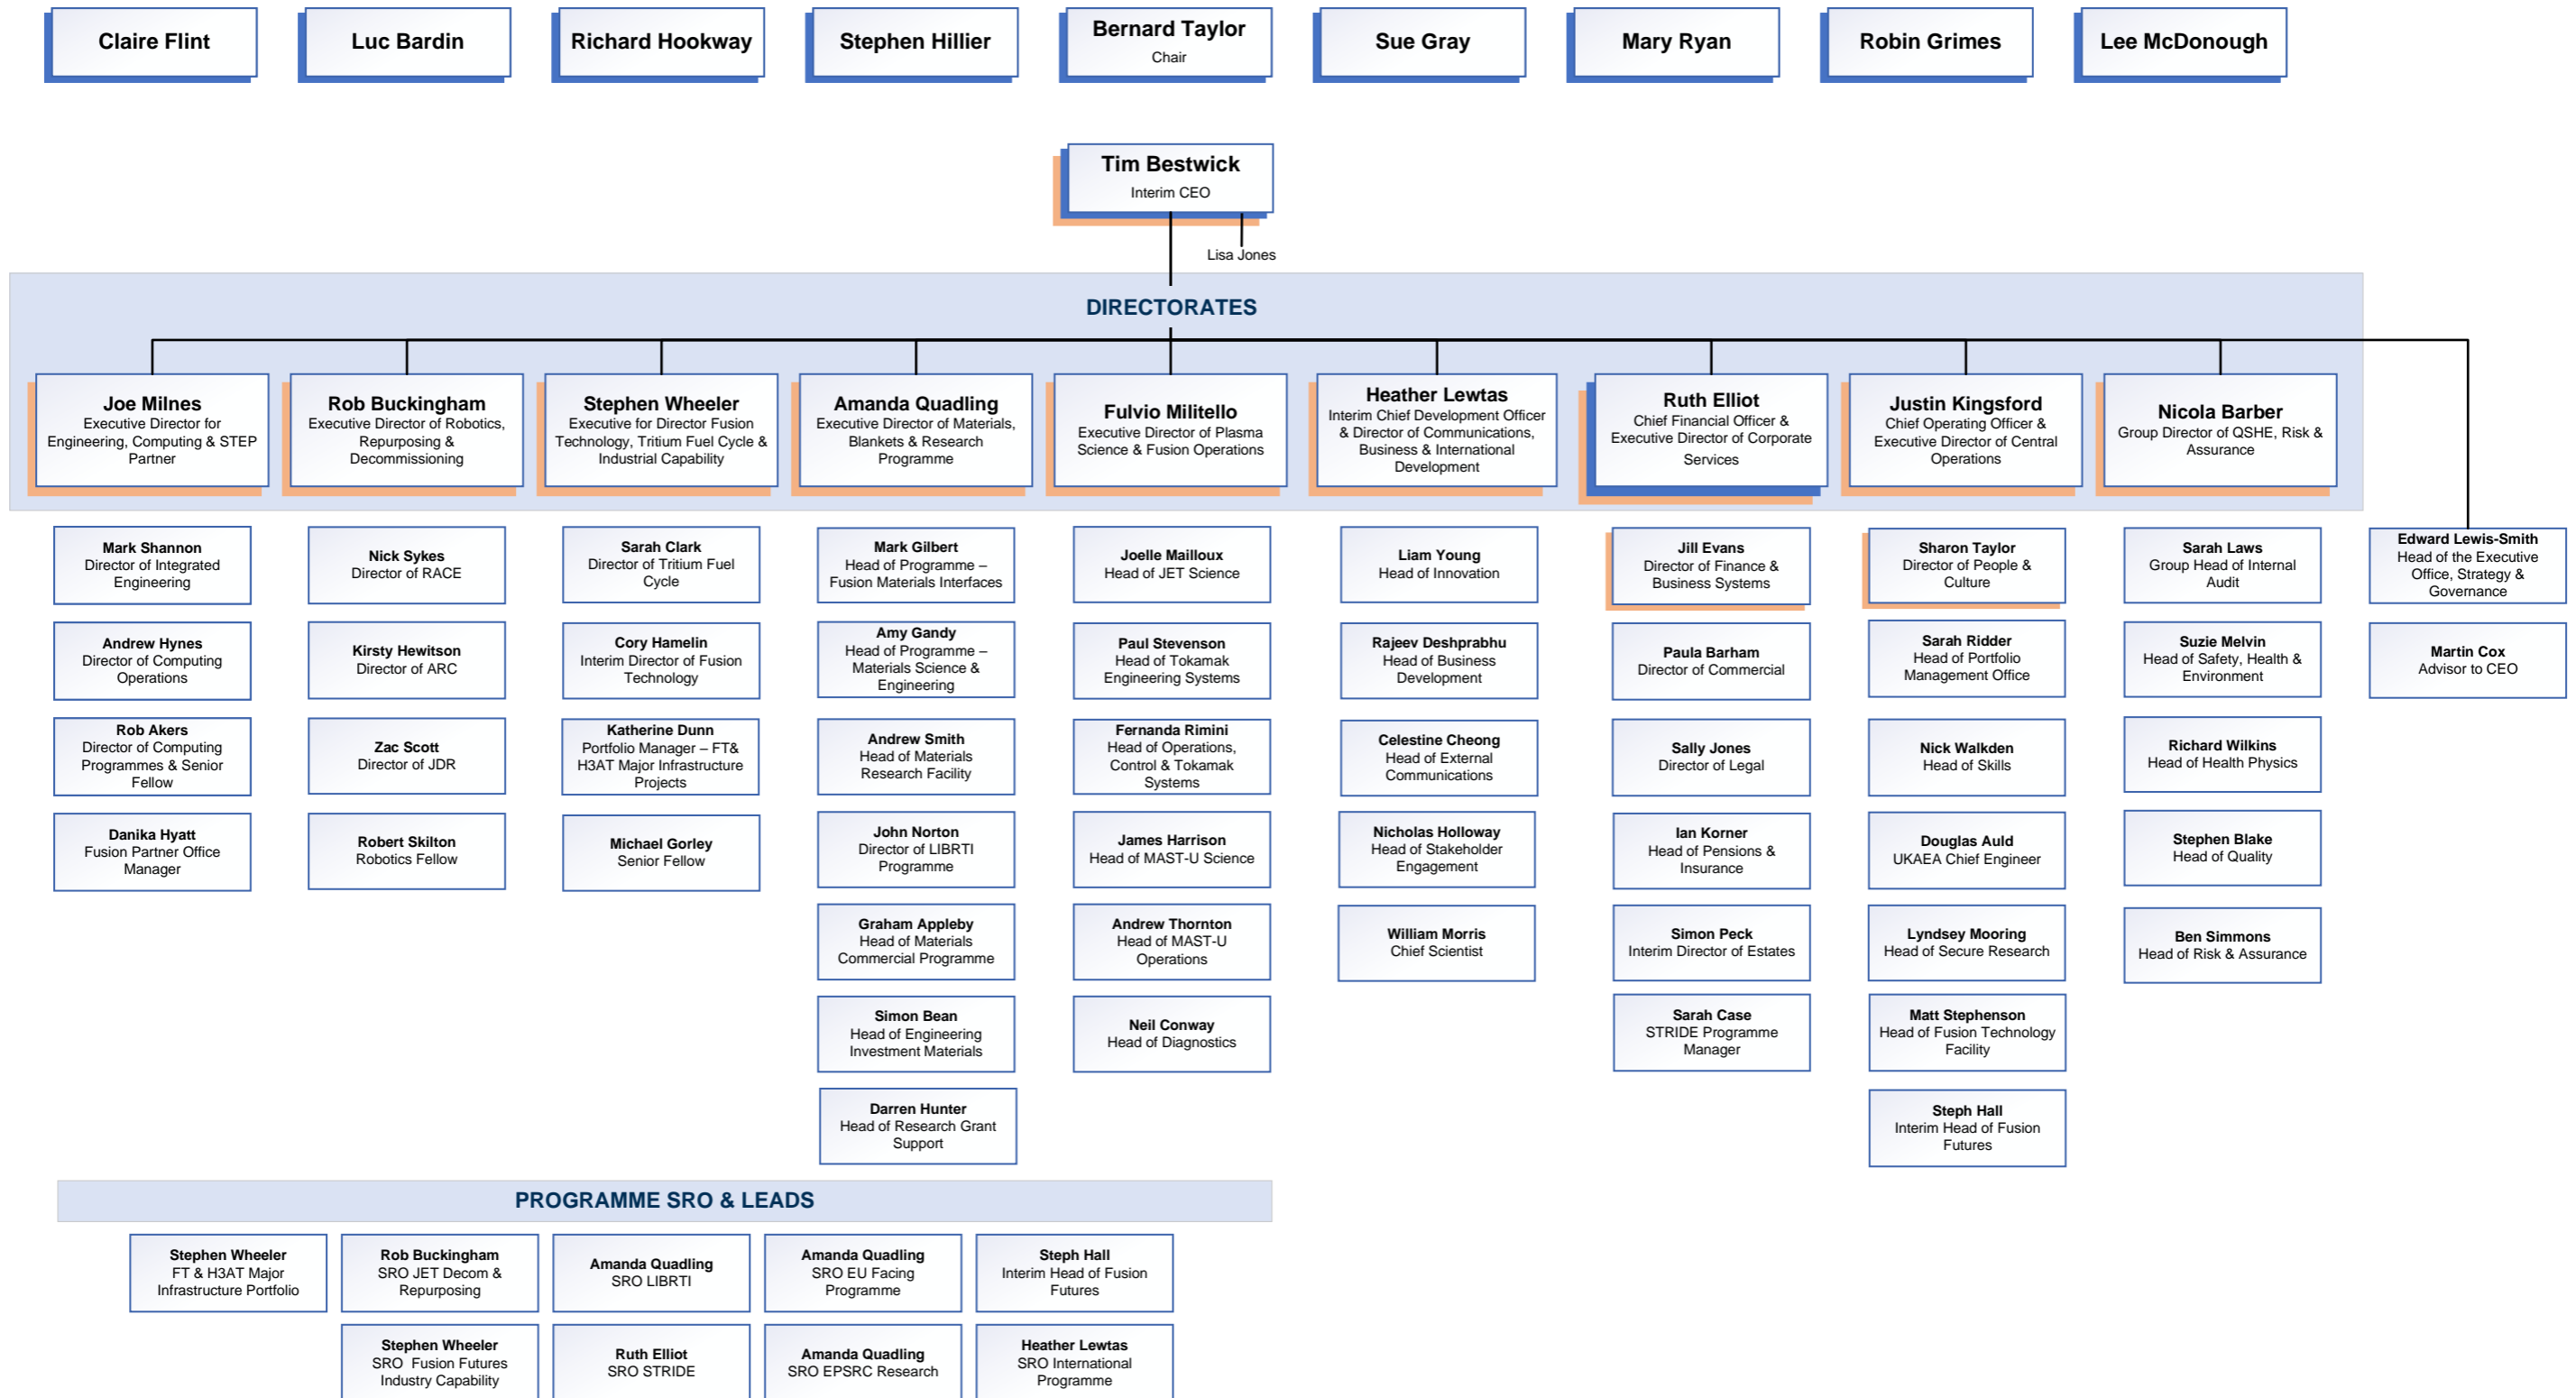 Claire Flint
Luc Bardin
Richard Hookway
Stephen Hillier
Bernard Taylor
Chair
Sue Gray
Mary Ryan
Robin Grimes
Lee McDonough
Tim Bestwick
Interim CEO
Lisa Jones
DIRECTORATES
Joe Milnes
Executive Director for
Engineering, Computing & STEP
Partner
Rob Buckingham
Executive Director of Robotics,
Repurposing &
Decommissioning
Stephen Wheeler
Executive for Director Fusion
Technology, Tritium Fuel Cycle &
Industrial Capability
Amanda Quadling
Executive Director of Materials,
Blankets & Research
Programme
Fulvio Militello
Executive Director of Plasma
Science & Fusion Operations
Heather Lewtas
Interim Chief Development Officer
& Director of Communications,
Business & International
Development
Ruth Elliot
Chief Financial Officer &
Executive Director of Corporate
Services
Justin Kingsford
Chief Operating Officer &
Executive Director of Central
Operations
Nicola Barber
Group Director of QSHE, Risk &
Assurance
Mark Shannon
Director of Integrated
Engineering
Andrew Hynes
Director of Computing
Operations
Rob Akers
Director of Computing
Programmes & Senior
Fellow
Danika Hyatt
Fusion Partner Office
Manager
Nick Sykes
Director of RACE
Kirsty Hewitson
Director of ARC
Zac Scott
Director of JDR
Robert Skilton
Robotics Fellow
Sarah Clark
Director of Tritium Fuel
Cycle
Cory Hamelin
Interim Director of Fusion
Technology
Katherine Dunn
Portfolio Manager – FT&
H3AT Major Infrastructure
Projects
Michael Gorley
Senior Fellow
Mark Gilbert
Head of Programme –
Fusion Materials Interfaces
Amy Gandy
Head of Programme –
Materials Science &
Engineering
Andrew Smith
Head of Materials
Research Facility
John Norton
Director of LIBRTI
Programme
Graham Appleby
Head of Materials
Commercial Programme
Simon Bean
Head of Engineering
Investment Materials
Darren Hunter
Head of Research Grant
Support
Joelle Mailloux
Head of JET Science
Paul Stevenson
Head of Tokamak
Engineering Systems
Fernanda Rimini
Head of Operations,
Control & Tokamak
Systems
James Harrison
Head of MAST-U Science
Andrew Thornton
Head of MAST-U
Operations
Neil Conway
Head of Diagnostics
Liam Young
Head of Innovation
Rajeev Deshprabhu
Head of Business
Development
Celestine Cheong
Head of External
Communications
Nicholas Holloway
Head of Stakeholder
Engagement
William Morris
Chief Scientist
Jill Evans
Director of Finance &
Business Systems
Paula Barham
Director of Commercial
Sally Jones
Director of Legal
Ian Korner
Head of Pensions &
Insurance
Simon Peck
Interim Director of Estates
Sarah Case
STRIDE Programme
Manager
Sharon Taylor
Director of People &
Culture
Sarah Ridder
Head of Portfolio
Management Office
Nick Walkden
Head of Skills
Douglas Auld
UKAEA Chief Engineer
Lyndsey Mooring
Head of Secure Research
Matt Stephenson
Head of Fusion Technology
Facility
Steph Hall
Interim Head of Fusion
Futures
Sarah Laws
Group Head of Internal
Audit
Suzie Melvin
Head of Safety, Health &
Environment
Richard Wilkins
Head of Health Physics
Stephen Blake
Head of Quality
Ben Simmons
Head of Risk & Assurance
Edward Lewis-Smith
Head of the Executive
Office, Strategy &
Governance
Martin Cox
Advisor to CEO
PROGRAMME SRO & LEADS
Stephen Wheeler
FT & H3AT Major
Infrastructure Portfolio
Rob Buckingham
SRO JET Decom &
Repurposing
Amanda Quadling
SRO LIBRTI
Amanda Quadling
SRO EU Facing
Programme
Steph Hall
Interim Head of Fusion
Futures
Stephen Wheeler
SRO Fusion Futures
Industry Capability
Ruth Elliot
SRO STRIDE
Amanda Quadling
SRO EPSRC Research
Heather Lewtas
SRO International
Programme